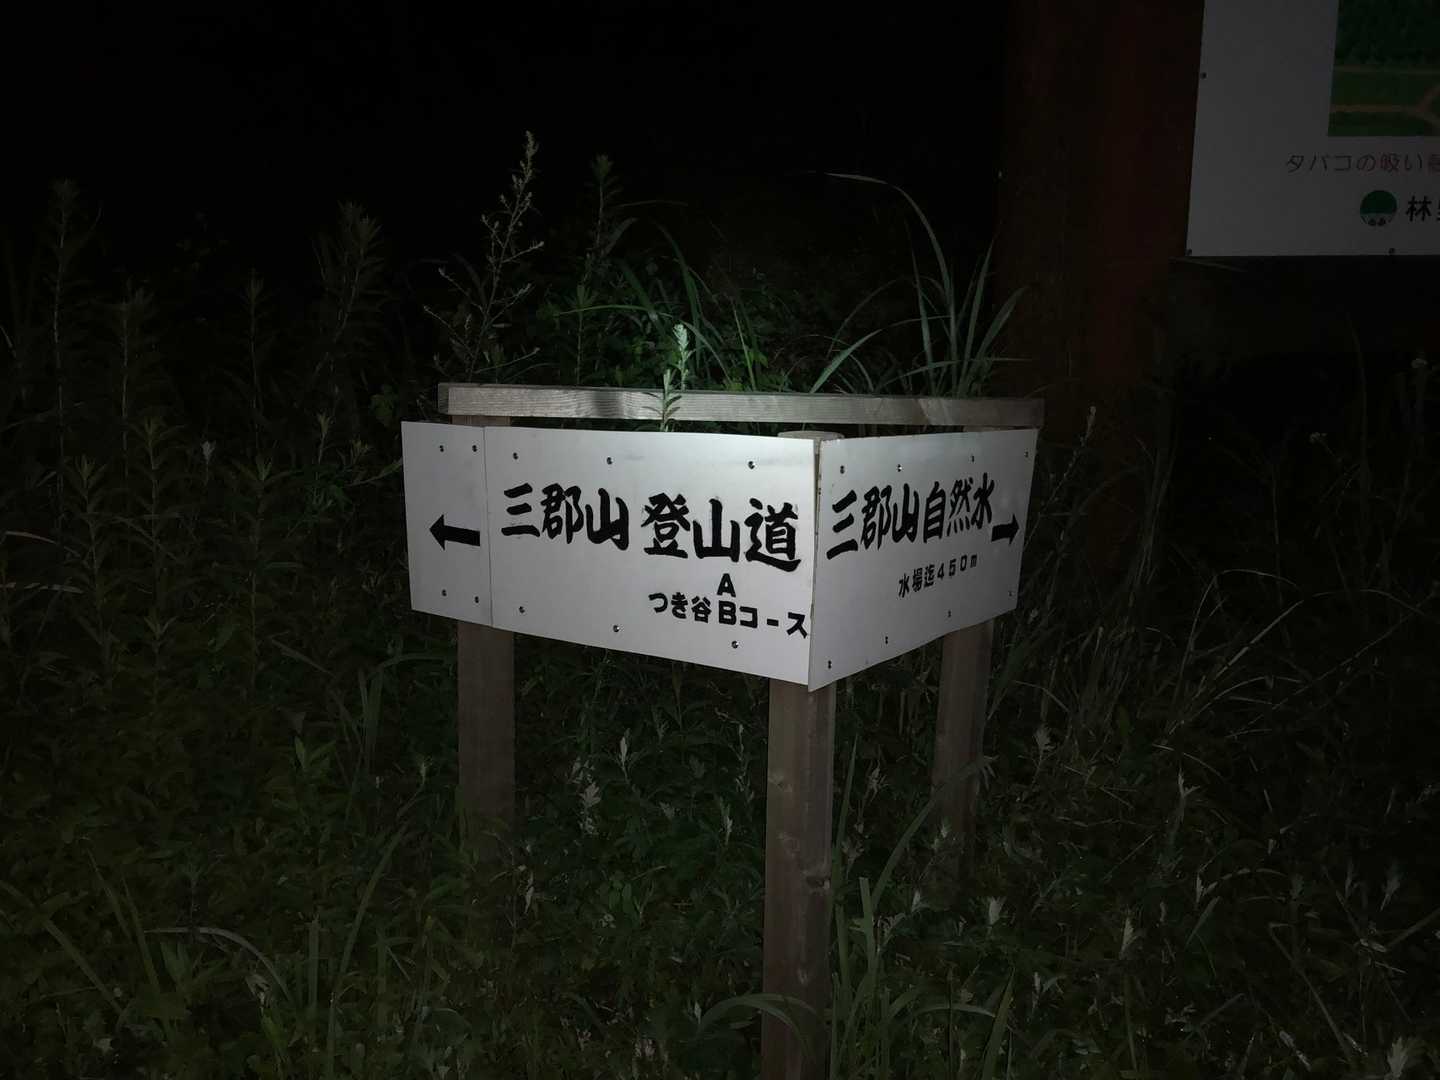 三郡山 登山道
A
つき谷Bコース
三郡山自然水
水場迄450m
タバコの吸い
林